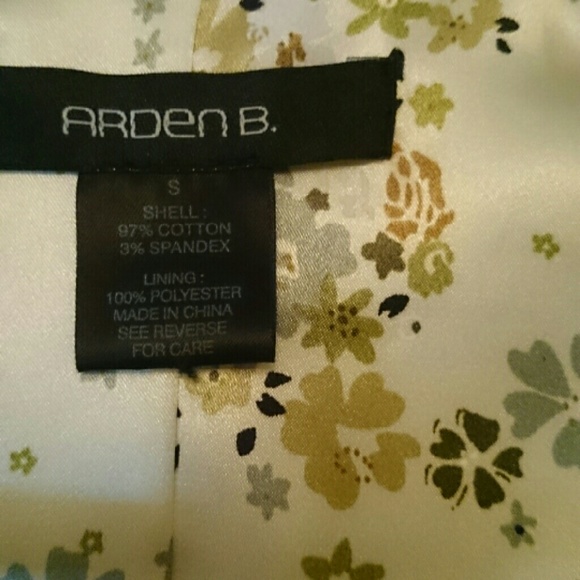 ARDEN B.
S
SHELL:
97% COTTON
3% SPANDEX
LINING:
100% POLYESTER
MADE IN CHINA
SEE REVERSE
FOR CARE